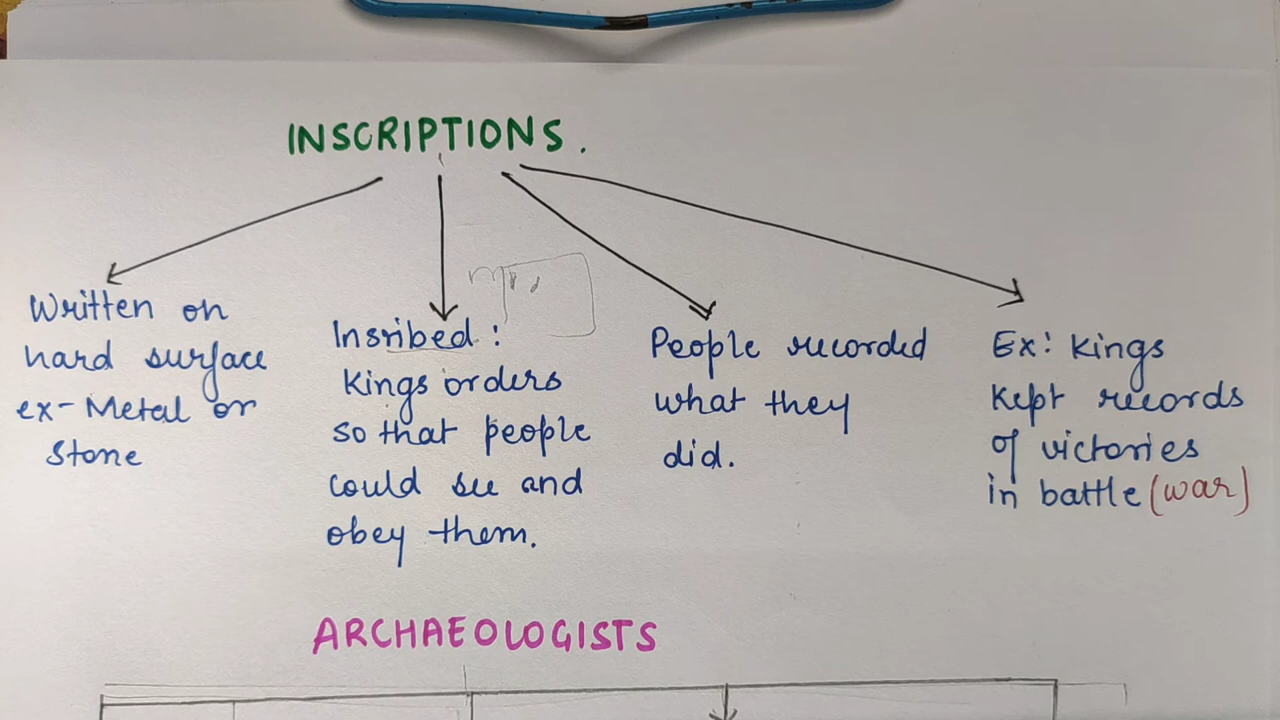 INSCRIPTIONS.
Written on
hard surface
ex- Metal or
Stone
Insribed :
Kings orders
so that people
could see and
obey them.
People recorded
what they
did.
Ex: Kings
kept records
of victories
in battle (war)
ARCHAEOLOGISTS